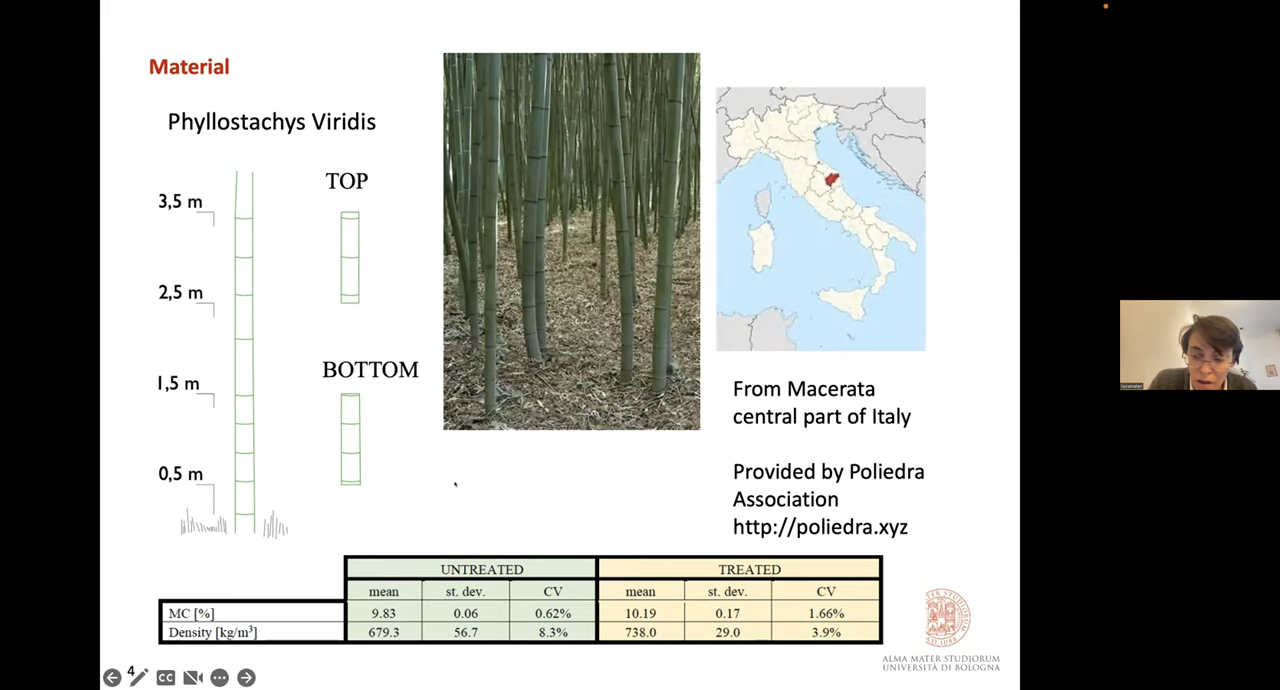 Material
Phyllostachys Viridis
TOP
3,5 m
2,5 m
BOTTOM
1,5 m
0,5 m
From Macerata
central part of Italy
Provided by Poliedra
Association
http://poliedra.xyz
UNTREATED TREATED
mean st. dev. CV mean st. dev. CV
MC [%] 9.83 0.06 0.62% 10.19 0.17 1.66%
Density [kg/m³] 679.3 56.7 8.3% 738.0 29.0 3.9%
ALMA MATER STUDIORUM
UNIVERSITÀ DI BOLOGNA
4
CC